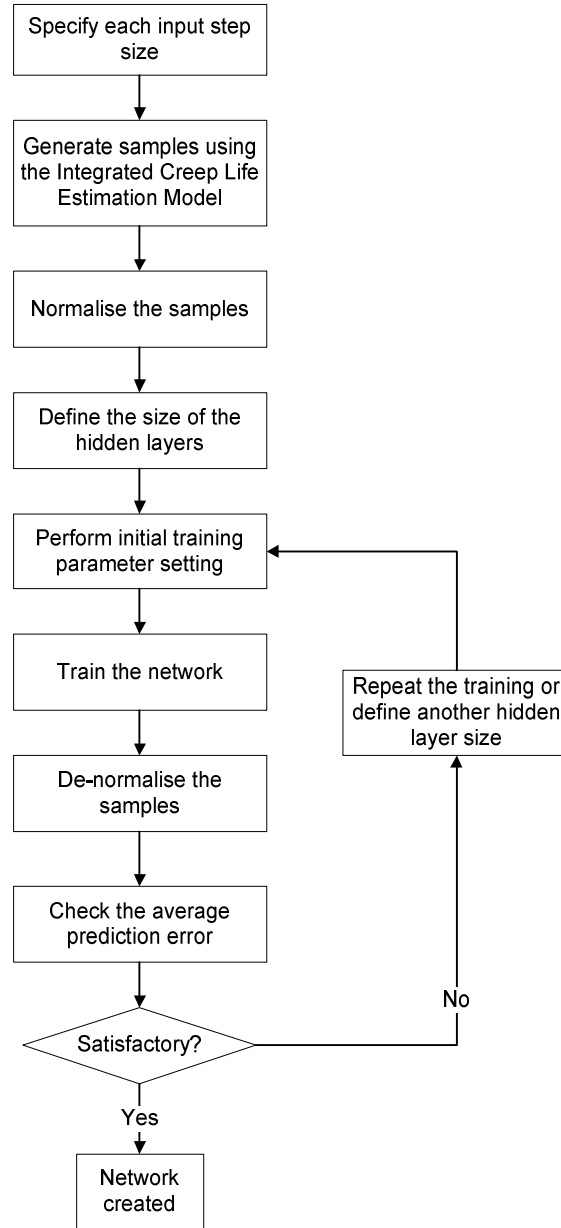 Specify each input step
size
Generate samples using
the Integrated Creep Life
Estimation Model
Normalise the samples
Define the size of the
hidden layers
Perform initial training
parameter setting
Train the network
Repeat the training or
define another hidden
layer size
De-normalise the
samples
Check the average
prediction error
Satisfactory?
No
Yes
Network
created